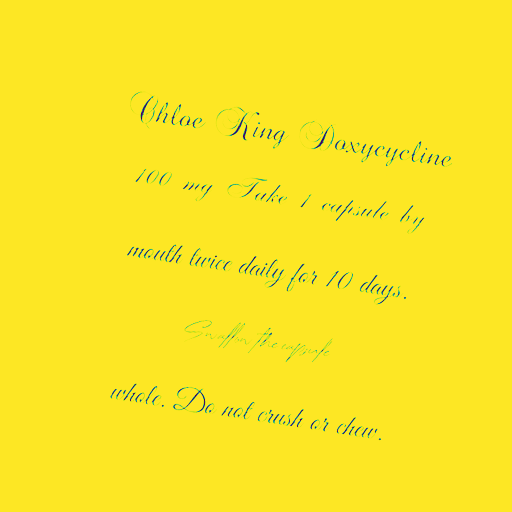 Chloe King Doxycycline
100 mg Take 1 capsule by
mouth twice daily for 10 days.
the capsule
whole. Do not crush or chew.